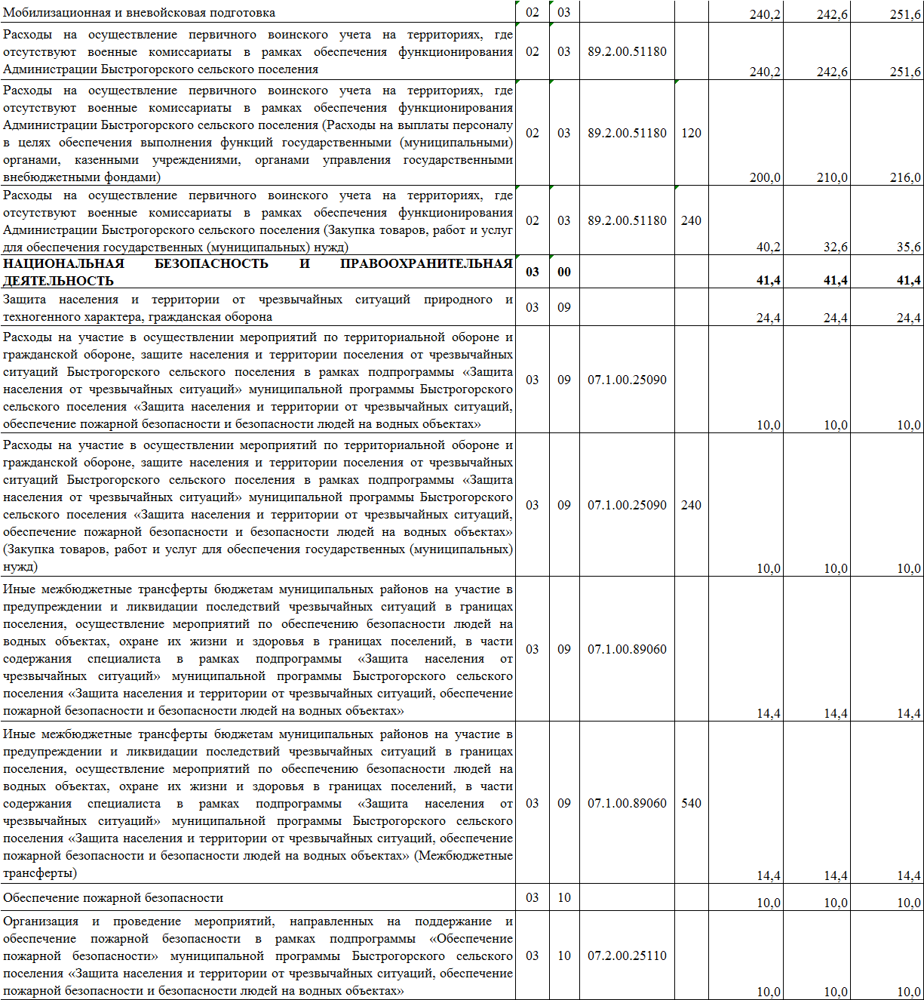 Мобилизационная и вневойсковая подготовка 02 03 240,2 242,6 251,6
Расходы на осуществление первичного воинского учета на территориях, где
отсутствуют военные комиссариаты в рамках обеспечения функционирования
Администрации Быстрогорского сельского поселения
02 03 89.2.00.51180 240,2 242,6 251,6
Расходы на осуществление первичного воинского учета на территориях, где
отсутствуют военные комиссариаты в рамках обеспечения функционирования
Администрации Быстрогорского сельского поселения (Расходы на выплаты персоналу
в целях обеспечения выполнения функций государственными (муниципальными)
органами, казенными учреждениями, органами управления государственными
внебюджетными фондами)
02 03 89.2.00.51180 120 200,0 210,0 216,0
Расходы на осуществление первичного воинского учета на территориях, где
отсутствуют военные комиссариаты в рамках обеспечения функционирования
Администрации Быстрогорского сельского поселения (Закупка товаров, работ и услуг
для обеспечения государственных (муниципальных) нужд)
02 03 89.2.00.51180 240 40,2 32,6 35,6
НАЦИОНАЛЬНАЯ БЕЗОПАСНОСТЬ И ПРАВООХРАНИТЕЛЬНАЯ
ДЕЯТЕЛЬНОСТЬ
03 00 41,4 41,4 41,4
Защита населения и территории от чрезвычайных ситуаций природного и
техногенного характера, гражданская оборона
03 09 24,4 24,4 24,4
Расходы на участие в осуществлении мероприятий по территориальной обороне и
гражданской обороне, защите населения и территории поселения от чрезвычайных
ситуаций Быстрогорского сельского поселения в рамках подпрограммы «Защита
населения от чрезвычайных ситуаций» муниципальной программы Быстрогорского
сельского поселения «Защита населения и территории от чрезвычайных ситуаций,
обеспечение пожарной безопасности и безопасности людей на водных объектах»
03 09 07.1.00.25090 10,0 10,0 10,0
Расходы на участие в осуществлении мероприятий по территориальной обороне и
гражданской обороне, защите населения и территории поселения от чрезвычайных
ситуаций Быстрогорского сельского поселения в рамках подпрограммы «Защита
населения от чрезвычайных ситуаций» муниципальной программы Быстрогорского
сельского поселения «Защита населения и территории от чрезвычайных ситуаций,
обеспечение пожарной безопасности и безопасности людей на водных объектах»
(Закупка товаров, работ и услуг для обеспечения государственных (муниципальных)
нужд)
03 09 07.1.00.25090 240 10,0 10,0 10,0
Иные межбюджетные трансферты бюджетам муниципальных районов на участие в
предупреждении и ликвидации последствий чрезвычайных ситуаций в границах
поселения, осуществление мероприятий по обеспечению безопасности людей на
водных объектах, охране их жизни и здоровья в границах поселений, в части
содержания специалиста в рамках подпрограммы «Защита населения от
чрезвычайных ситуаций» муниципальной программы Быстрогорского сельского
поселения «Защита населения и территории от чрезвычайных ситуаций, обеспечение
пожарной безопасности и безопасности людей на водных объектах»
03 09 07.1.00.89060 14,4 14,4 14,4
Иные межбюджетные трансферты бюджетам муниципальных районов на участие в
предупреждении и ликвидации последствий чрезвычайных ситуаций в границах
поселения, осуществление мероприятий по обеспечению безопасности людей на
водных объектах, охране их жизни и здоровья в границах поселений, в части
содержания специалиста в рамках подпрограммы «Защита населения от
чрезвычайных ситуаций» муниципальной программы Быстрогорского сельского
поселения «Защита населения и территории от чрезвычайных ситуаций, обеспечение
пожарной безопасности и безопасности людей на водных объектах» (Межбюджетные
трансферты)
03 09 07.1.00.89060 540 14,4 14,4 14,4
Обеспечение пожарной безопасности 03 10 10,0 10,0 10,0
Организация и проведение мероприятий, направленных на поддержание и
обеспечение пожарной безопасности в рамках подпрограммы «Обеспечение
пожарной безопасности» муниципальной программы Быстрогорского сельского
поселения «Защита населения и территории от чрезвычайных ситуаций, обеспечение
пожарной безопасности и безопасности людей на водных объектах»
03 10 07.2.00.25110 10,0 10,0 10,0